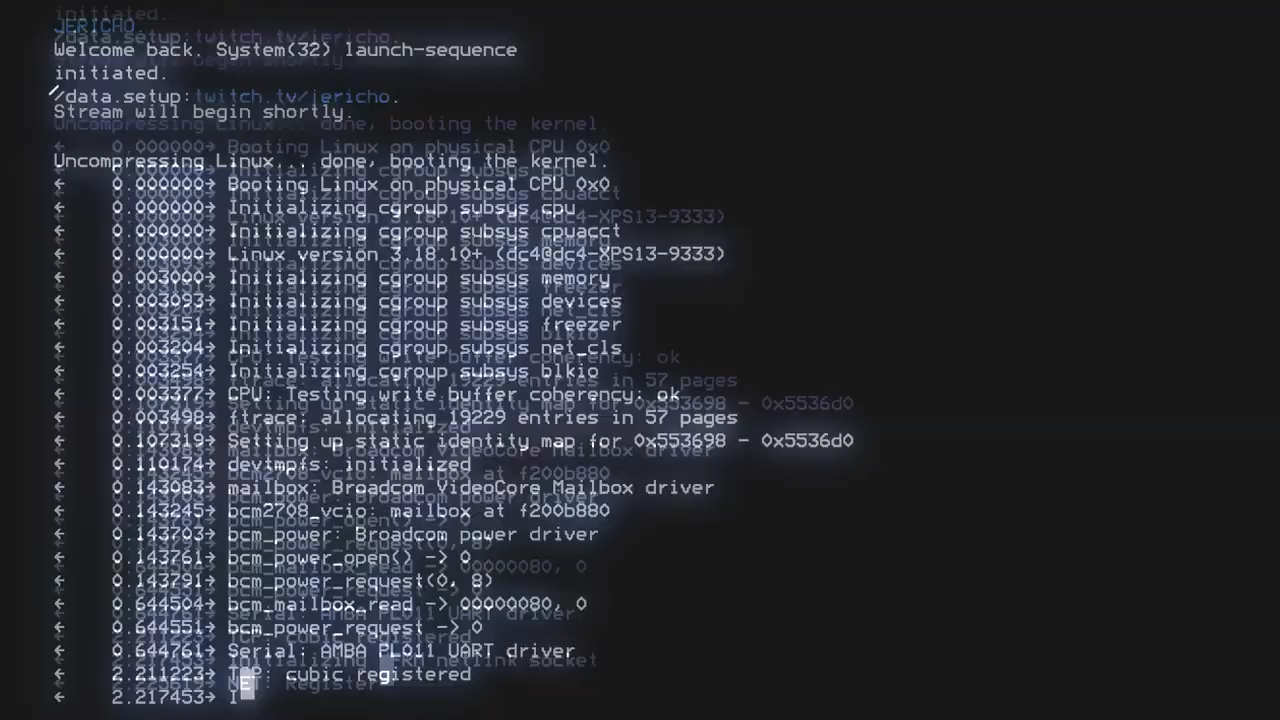 JERICHO
Welcome back. System(32) launch-sequence
initiated.
/data.setup:twitch.tv/jericho.
Stream will begin shortly.
Uncompressing Linux... done, booting the kernel.
← 0.000000→ Booting Linux on physical CPU 0x0
← 0.000000→ Initializing cgroup subsys cpu
← 0.000000→ Initializing cgroup subsys cpuacct
← 0.000000→ Linux version 3.18.10+ (dc4@dc4-XPS13-9333)
← 0.003000→ Initializing cgroup subsys memory
← 0.003093→ Initializing cgroup subsys devices
← 0.003151→ Initializing cgroup subsys freezer
← 0.003204→ Initializing cgroup subsys net_cls
← 0.003254→ Initializing cgroup subsys blkio
← 0.003377→ CPU: Testing write buffer coherency: ok
← 0.003498→ ftrace: allocating 19229 entries in 57 pages
← 0.107319→ Setting up static identity map for 0x553698 - 0x5536d0
← 0.110174→ devtmpfs: initialized
← 0.143083→ mailbox: Broadcom VideoCore Mailbox driver
← 0.143245→ bcm2708_vcio: mailbox at f200b880
← 0.143703→ bcm_power: Broadcom power driver
← 0.143761→ bcm_power_open() -> 0
← 0.143791→ bcm_power_request(0, 8)
← 0.644504→ bcm_mailbox_read -> 00000080, 0
← 0.644551→ bcm_power_request -> 0
← 0.644761→ Serial: AMBA PL011 UART driver
← 2.211223→ TCP: cubic registered
← 2.217453→ I